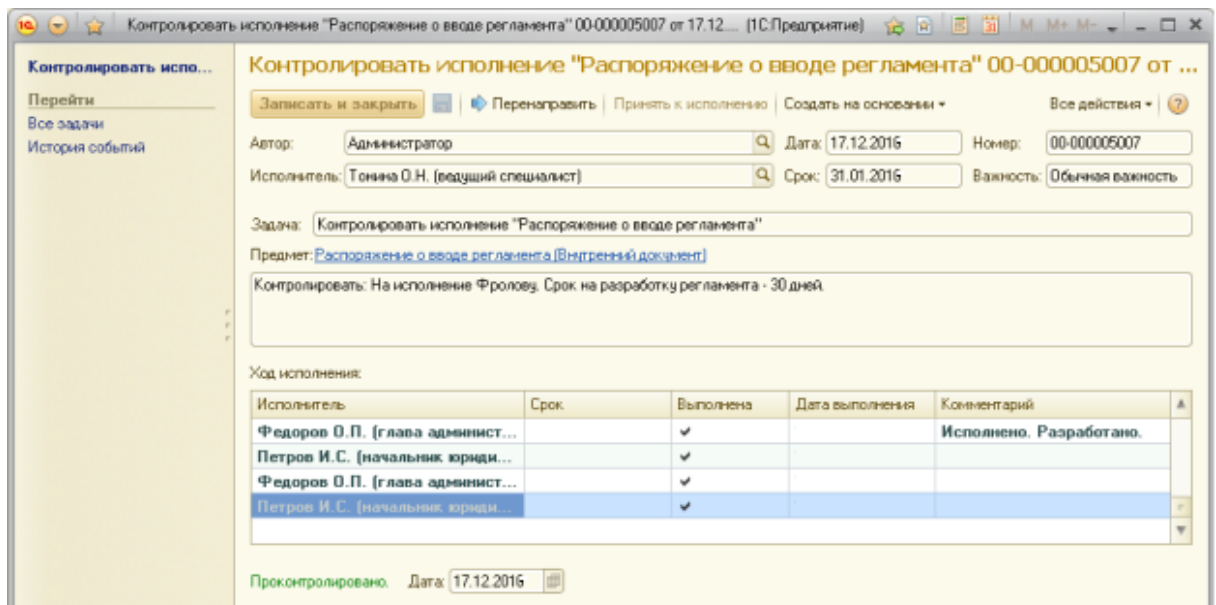 Контролировать исполнение "Распоряжение о вводе регламента" 00-000005007 от 17.12.... (1С:Предприятие) M M+ M-
Контролировать испо...
Перейти
Все задачи
История событий
Контролировать исполнение "Распоряжение о вводе регламента" 00-000005007 от ...
Записать и закрыть Перенаправить Принять к исполнению Создать на основании Все действия ?
Автор: Администратор Дата: 17.12.2016 Номер: 00-000005007
Исполнитель: Тонина О.Н. (ведущий специалист) Срок: 31.01.2016 Важность: Обычная важность
Задача: Контролировать исполнение "Распоряжение о вводе регламента"
Предмет: Распоряжение о вводе регламента (Внутренний документ)
Контролировать: На исполнение Фролову. Срок на разработку регламента - 30 дней.
Ход исполнения:
Исполнитель Срок Выполнена Дата выполнения Комментарий
Федоров О.П. (глава админист... ✔ Исполнено. Разработано.
Петров И.С. (начальник юриди... ✔
Федоров О.П. (глава админист... ✔
Петров И.С. (начальник юриди... ✔
Проконтролировано. Дата: 17.12.2016